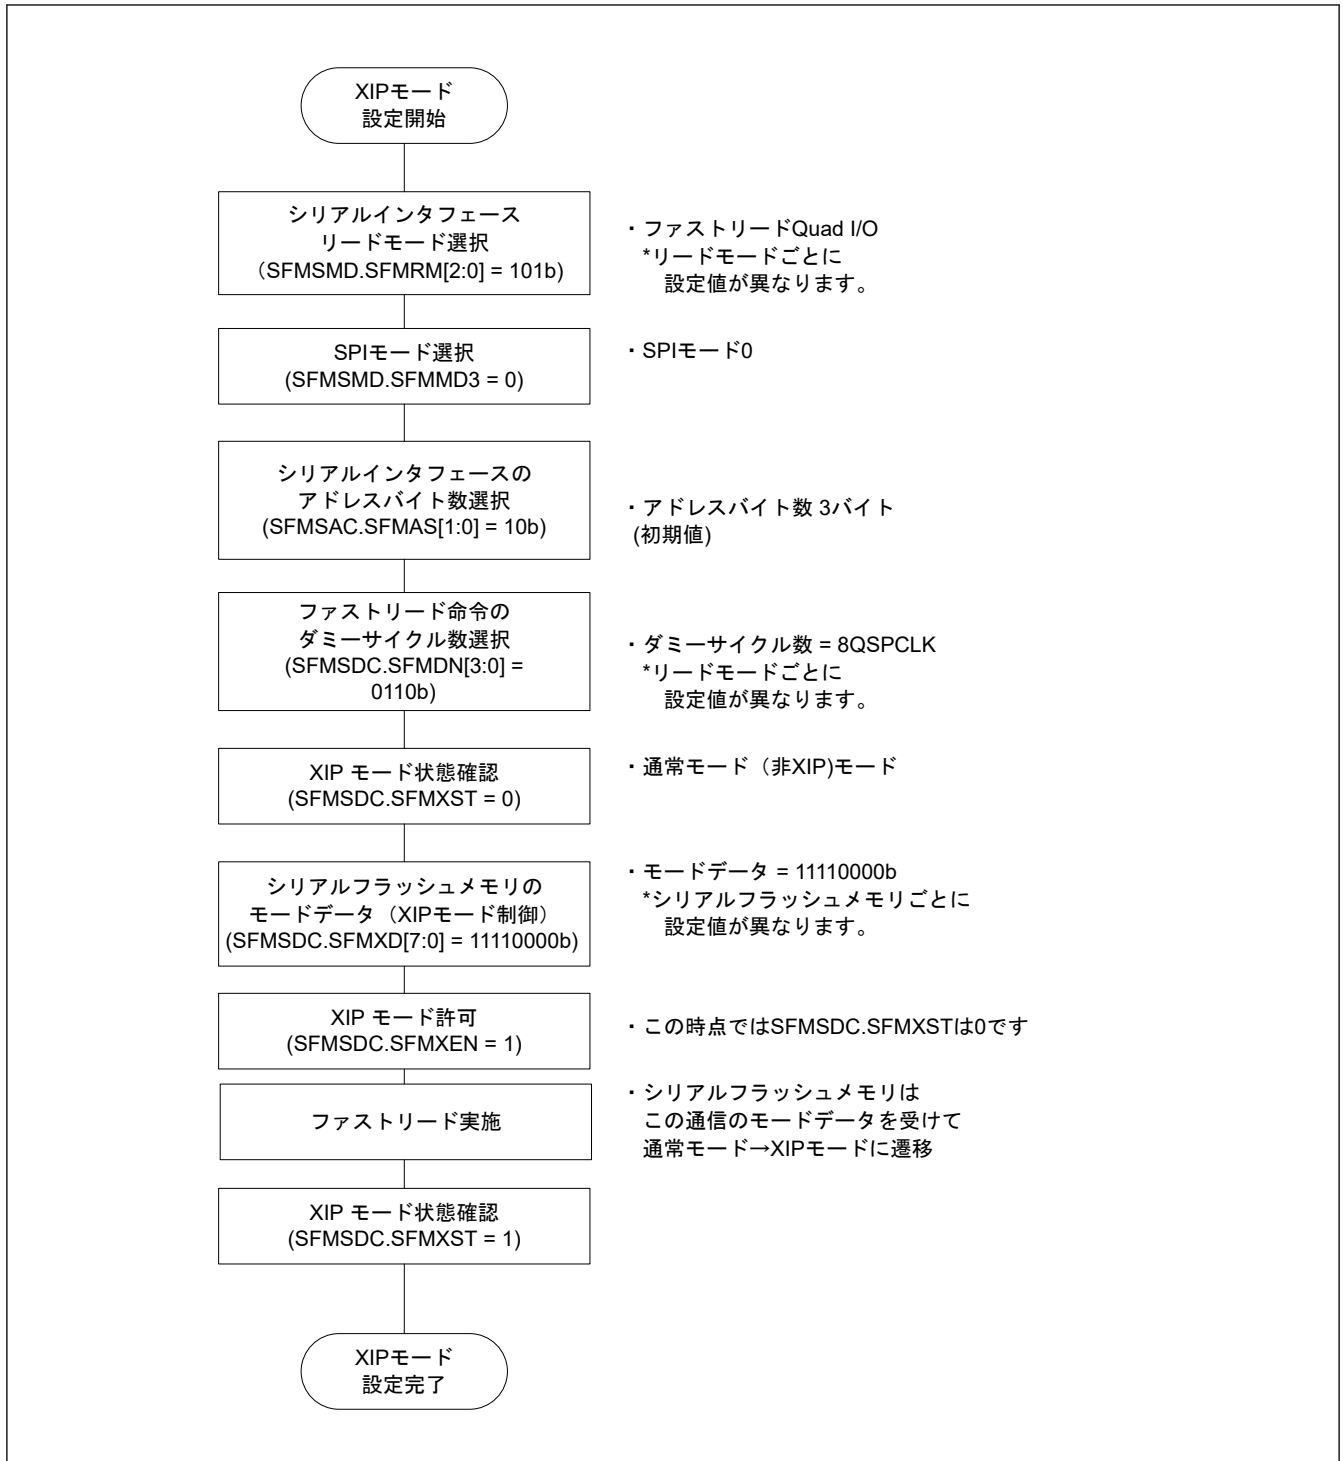 XIPモード
設定開始
シリアルインタフェース
リードモード選択
（SFMSMD.SFMRM[2:0] = 101b)
・ファストリードQuad I/O
*リードモードごとに
設定値が異なります。
SPIモード選択
(SFMSMD.SFMMD3 = 0)
・SPIモード0
シリアルインタフェースの
アドレスバイト数選択
(SFMSAC.SFMAS[1:0] = 10b)
・アドレスバイト数 3バイト
(初期値)
ファストリード命令の
ダミーサイクル数選択
(SFMSDC.SFMDN[3:0] =
0110b)
・ダミーサイクル数 = 8QSPCLK
*リードモードごとに
設定値が異なります。
XIP モード状態確認
(SFMSDC.SFMXST = 0)
・通常モード（非XIP)モード
シリアルフラッシュメモリの
モードデータ（XIPモード制御）
(SFMSDC.SFMXD[7:0] = 11110000b)
・モードデータ = 11110000b
*シリアルフラッシュメモリごとに
設定値が異なります。
XIP モード許可
(SFMSDC.SFMXEN = 1)
・この時点ではSFMSDC.SFMXSTは0です
ファストリード実施
・シリアルフラッシュメモリは
この通信のモードデータを受けて
通常モード→XIPモードに遷移
XIP モード状態確認
(SFMSDC.SFMXST = 1)
XIPモード
設定完了